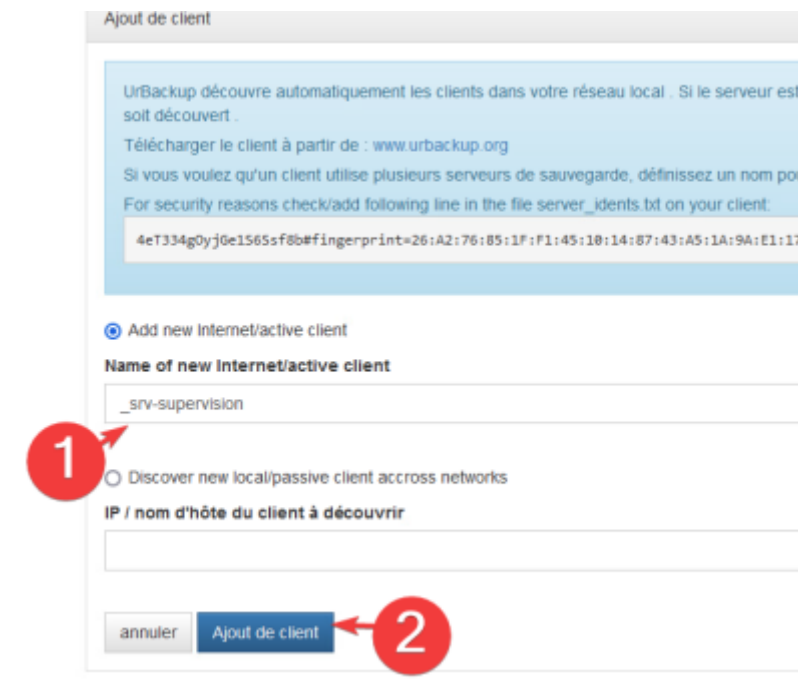 Ajout de client
UrBackup découvre automatiquement les clients dans votre réseau local . Si le serveur est
soit découvert .
Télécharger le client à partir de : www.urbackup.org
Si vous voulez qu'un client utilise plusieurs serveurs de sauvegarde, définissez un nom pou
For security reasons check/add following line in the file server_idents.txt on your client:
4eT334gOyjGe1S6Ssf8b#fingerprint=26:A2:76:85:1F:F1:45:10:14:87:43:A5:1A:9A:E1:17
Add new Internet/active client
Name of new Internet/active client
_srv-supervision
1
Discover new local/passive client accross networks
IP / nom d'hôte du client à découvrir
annuler
Ajout de client
2